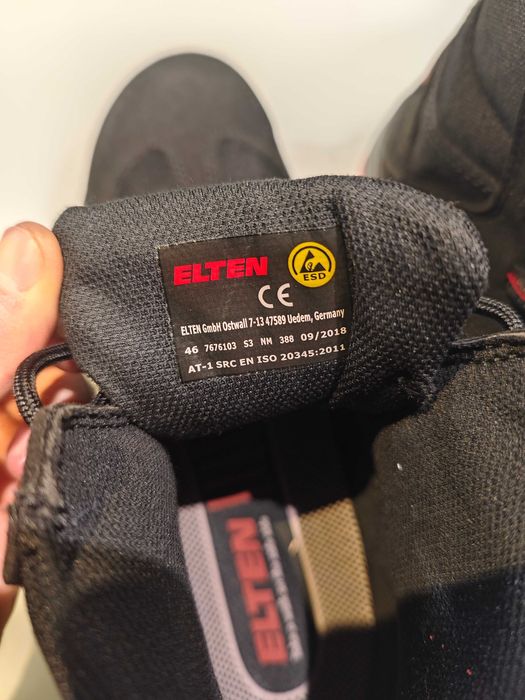 ELTEN
ESD
CE
ELTEN GmbH Ostwall 7-13 47589 Uedem, Germany
46 7676103 S3 NM 388 09/2018
AT-1 SRC EN ISO 20345:2011
ELTEN